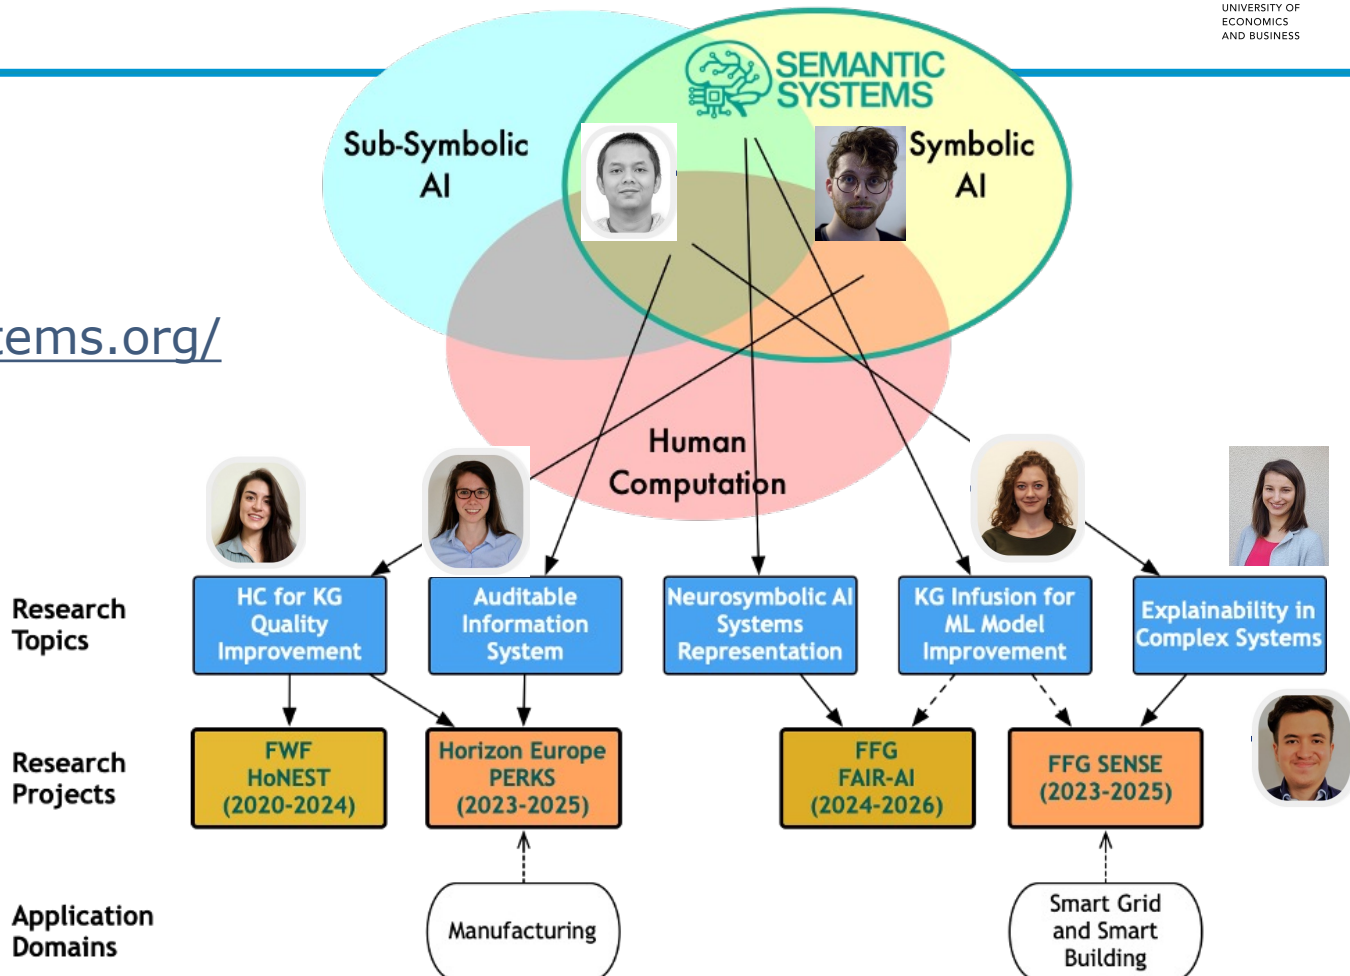 UNIVERSITY OF
ECONOMICS
AND BUSINESS
SEMANTIC
SYSTEMS
Sub-Symbolic
AI
Symbolic
AI
tems.org/
Human
Computation
Research
Topics
HC for KG
Quality
Improvement
Auditable
Information
System
Neurosymbolic AI
Systems
Representation
KG Infusion for
ML Model
Improvement
Explainability in
Complex Systems
Research
Projects
FWF
HoNEST
(2020-2024)
Horizon Europe
PERKS
(2023-2025)
FFG
FAIR-AI
(2024-2026)
FFG SENSE
(2023-2025)
Application
Domains
Manufacturing
Smart Grid
and Smart
Building